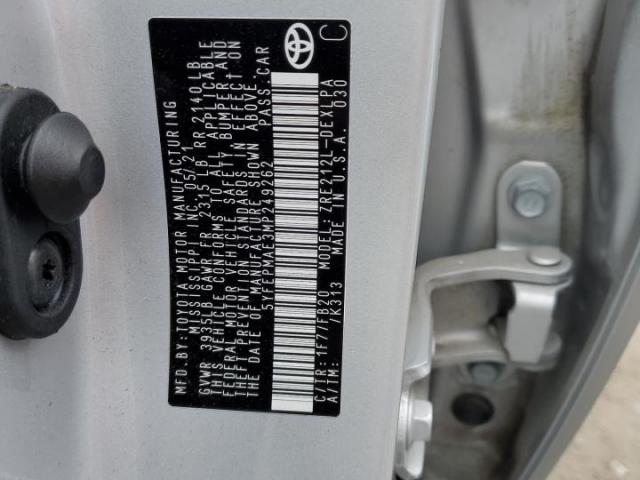 MFD.BY:TOYOTA MOTOR MANUFACTURING
MISSISSIPPI INC. 05/21
GVWR 3935LB GAWR FR 2315 LB RR 2140LB
THIS VEHICLE CONFORMS TO ALL APPLICABLE
FEDERAL MOTOR VEHICLE SAFETY BUMPER AND
THEFT PREVENTION STANDARDS IN EFFECT ON
THE DATE OF MANUFACTURE SHOWN ABOVE.
5YFEPMAE3MP249262 PASS.CAR
C/TR: 1F7/FB20 MODEL: ZRE212L-DEXLPA
A/TM: /K313 MADE IN U.S.A. 030
C